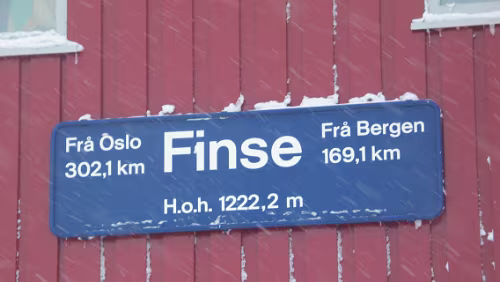 Frå Oslo
302,1 km
Finse
Frå Bergen
169,1 km
H.o.h. 1222,2 m